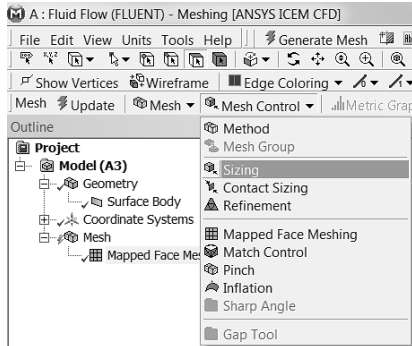 A : Fluid Flow (FLUENT) - Meshing [ANSYS ICEM CFD]
File Edit View Units Tools Help Generate Mesh
Show Vertices Wireframe Edge Coloring
Mesh Update Mesh Mesh Control Metric Grap
Outline
Project
Model (A3)
Geometry
Surface Body
Coordinate Systems
Mesh
Mapped Face Mes
Method
Mesh Group
Sizing
Contact Sizing
Refinement
Mapped Face Meshing
Match Control
Pinch
Inflation
Sharp Angle
Gap Tool